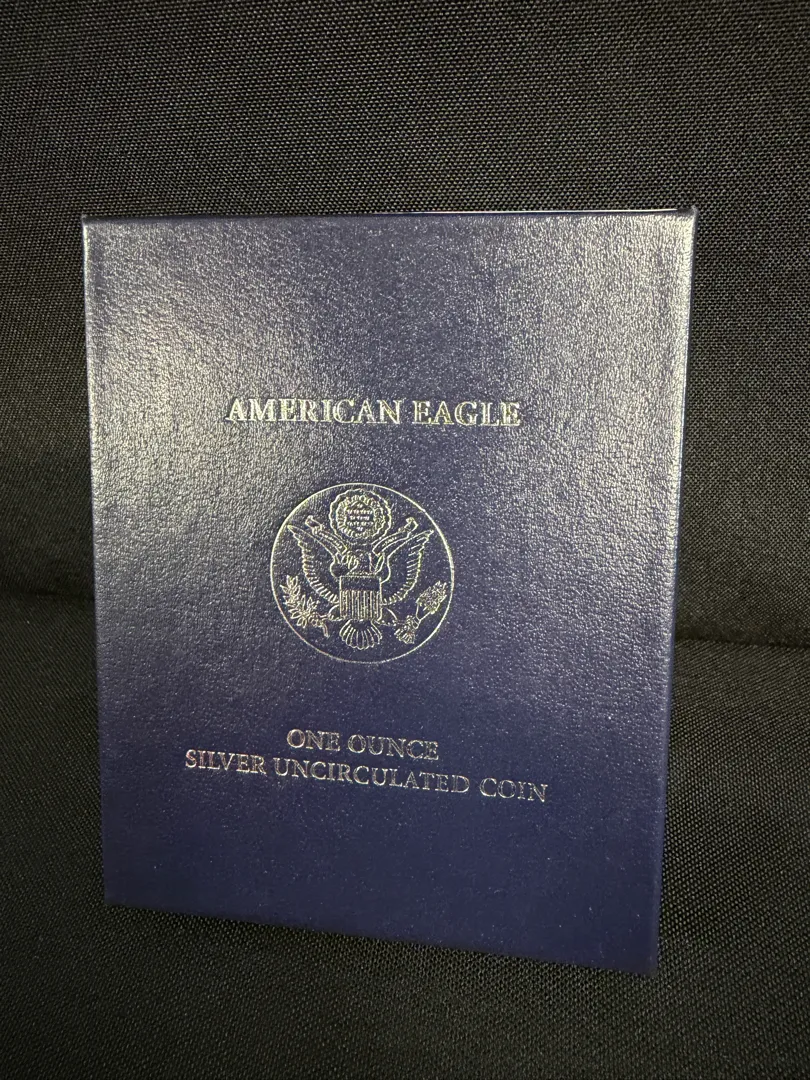 AMERICAN EAGLE
ONE OUNCE
SILVER UNCIRCULATED COIN